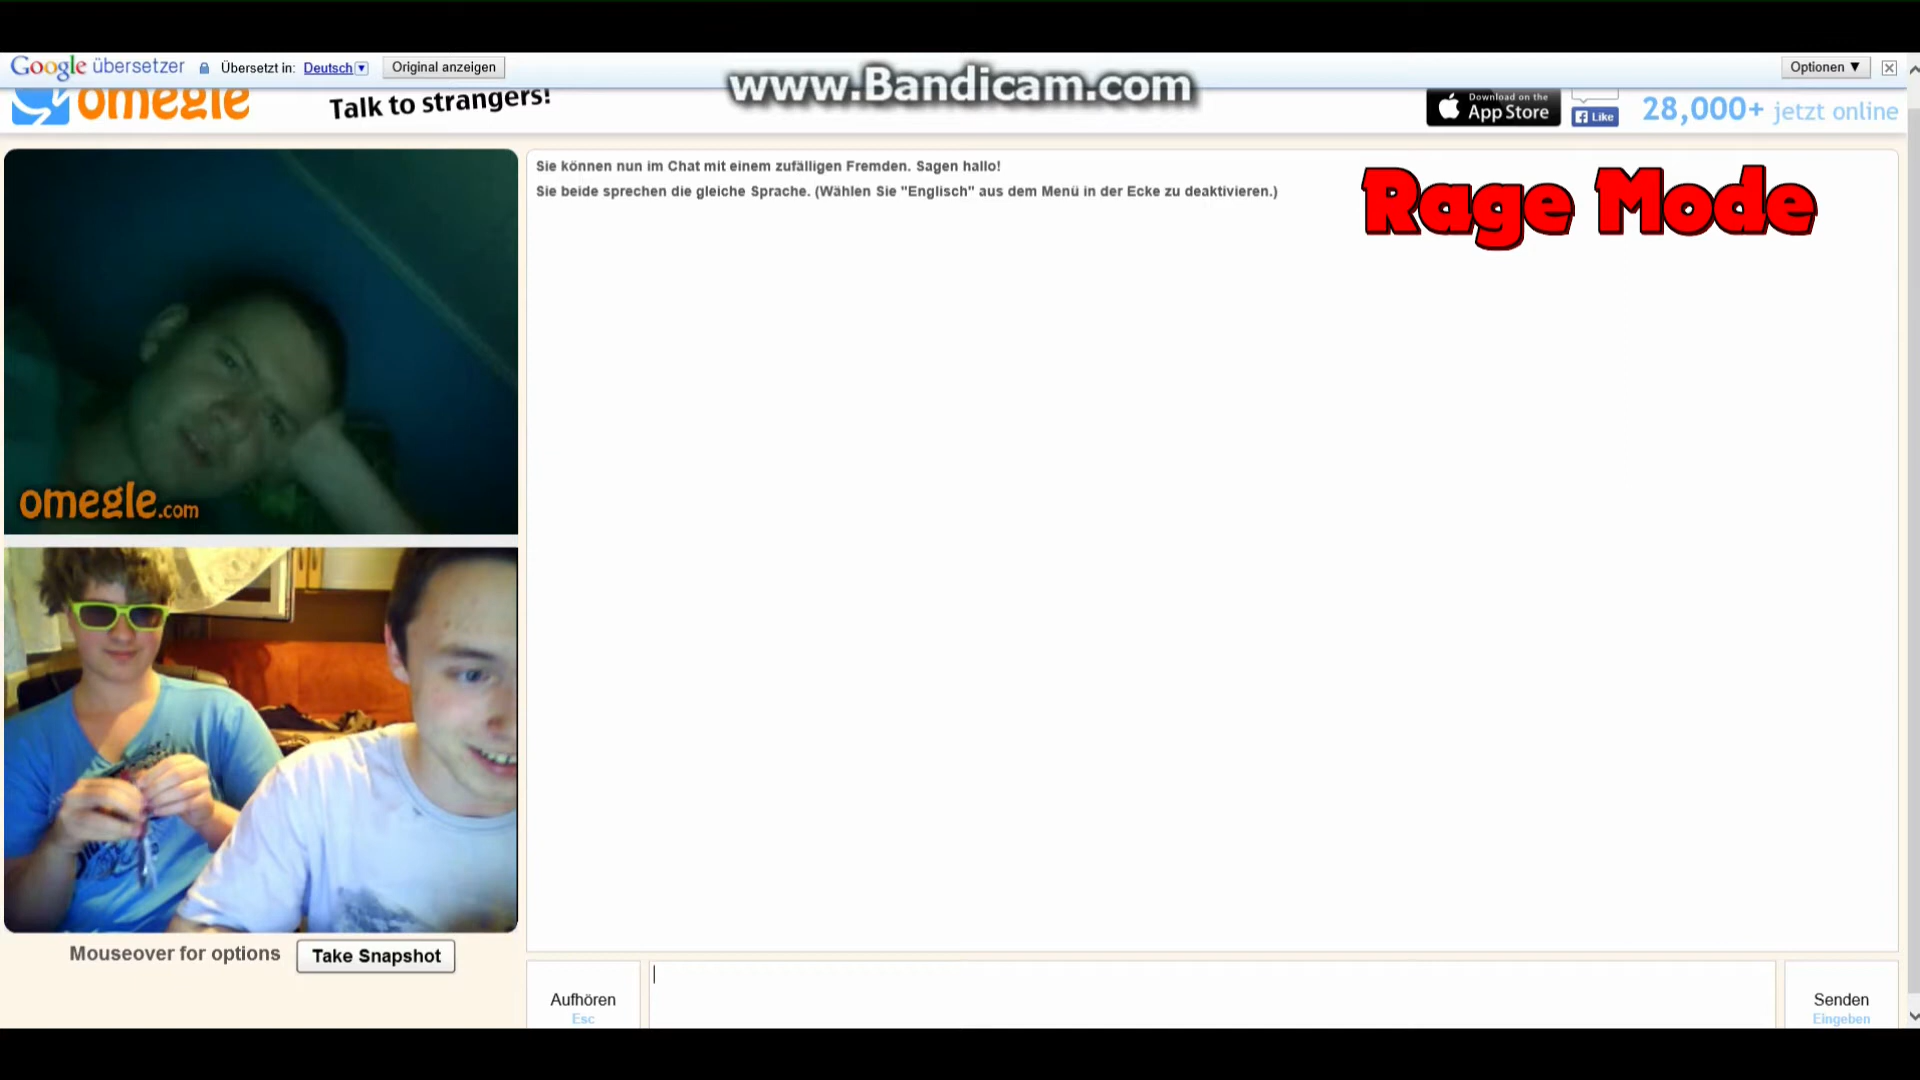 www.Bandicam.com
Google übersetzer Übersetzt in: Deutsch Original anzeigen Optionen ▼
omegle Talk to strangers!
Download on the App Store
Like
28,000+ jetzt online
Sie können nun im Chat mit einem zufälligen Fremden. Sagen hallo!
Sie beide sprechen die gleiche Sprache. (Wählen Sie "Englisch" aus dem Menü in der Ecke zu deaktivieren.)
Rage Mode
omegle.com
Mouseover for options Take Snapshot
Aufhören
Esc
Senden
Eingeben